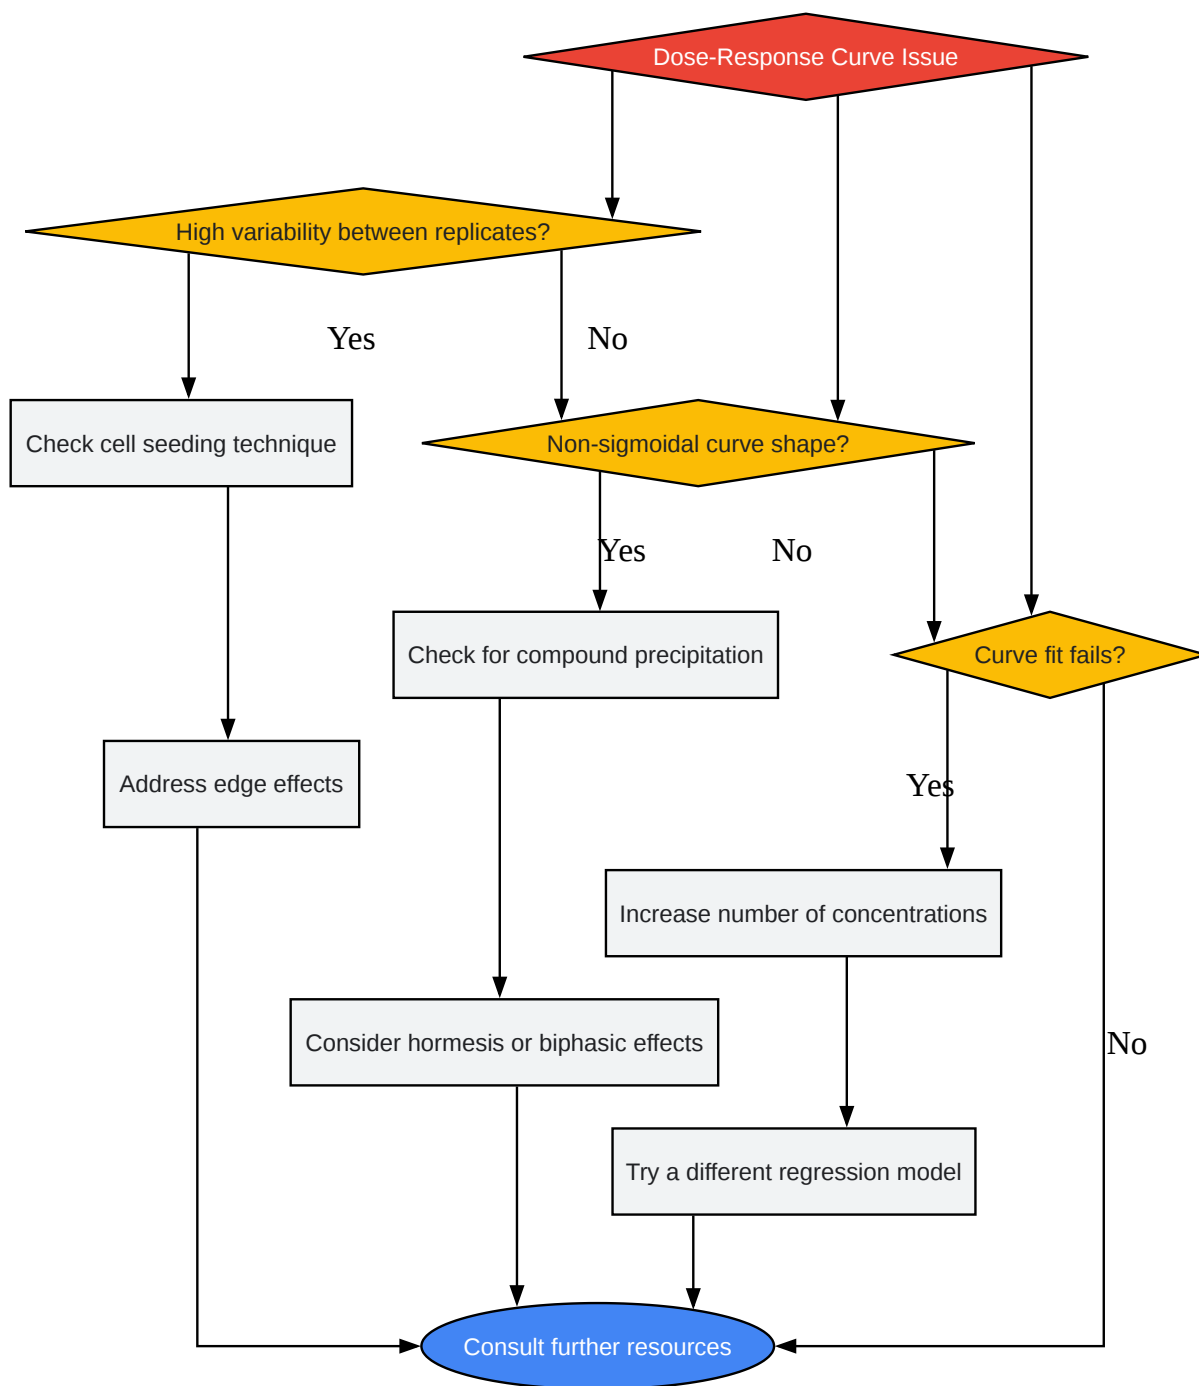 Dose-Response Curve Issue
High variability between replicates?
Yes
No
Check cell seeding technique
Non-sigmoidal curve shape?
Yes
No
Check for compound precipitation
Curve fit fails?
Address edge effects
Yes
Increase number of concentrations
Consider hormesis or biphasic effects
No
Try a different regression model
Consult further resources